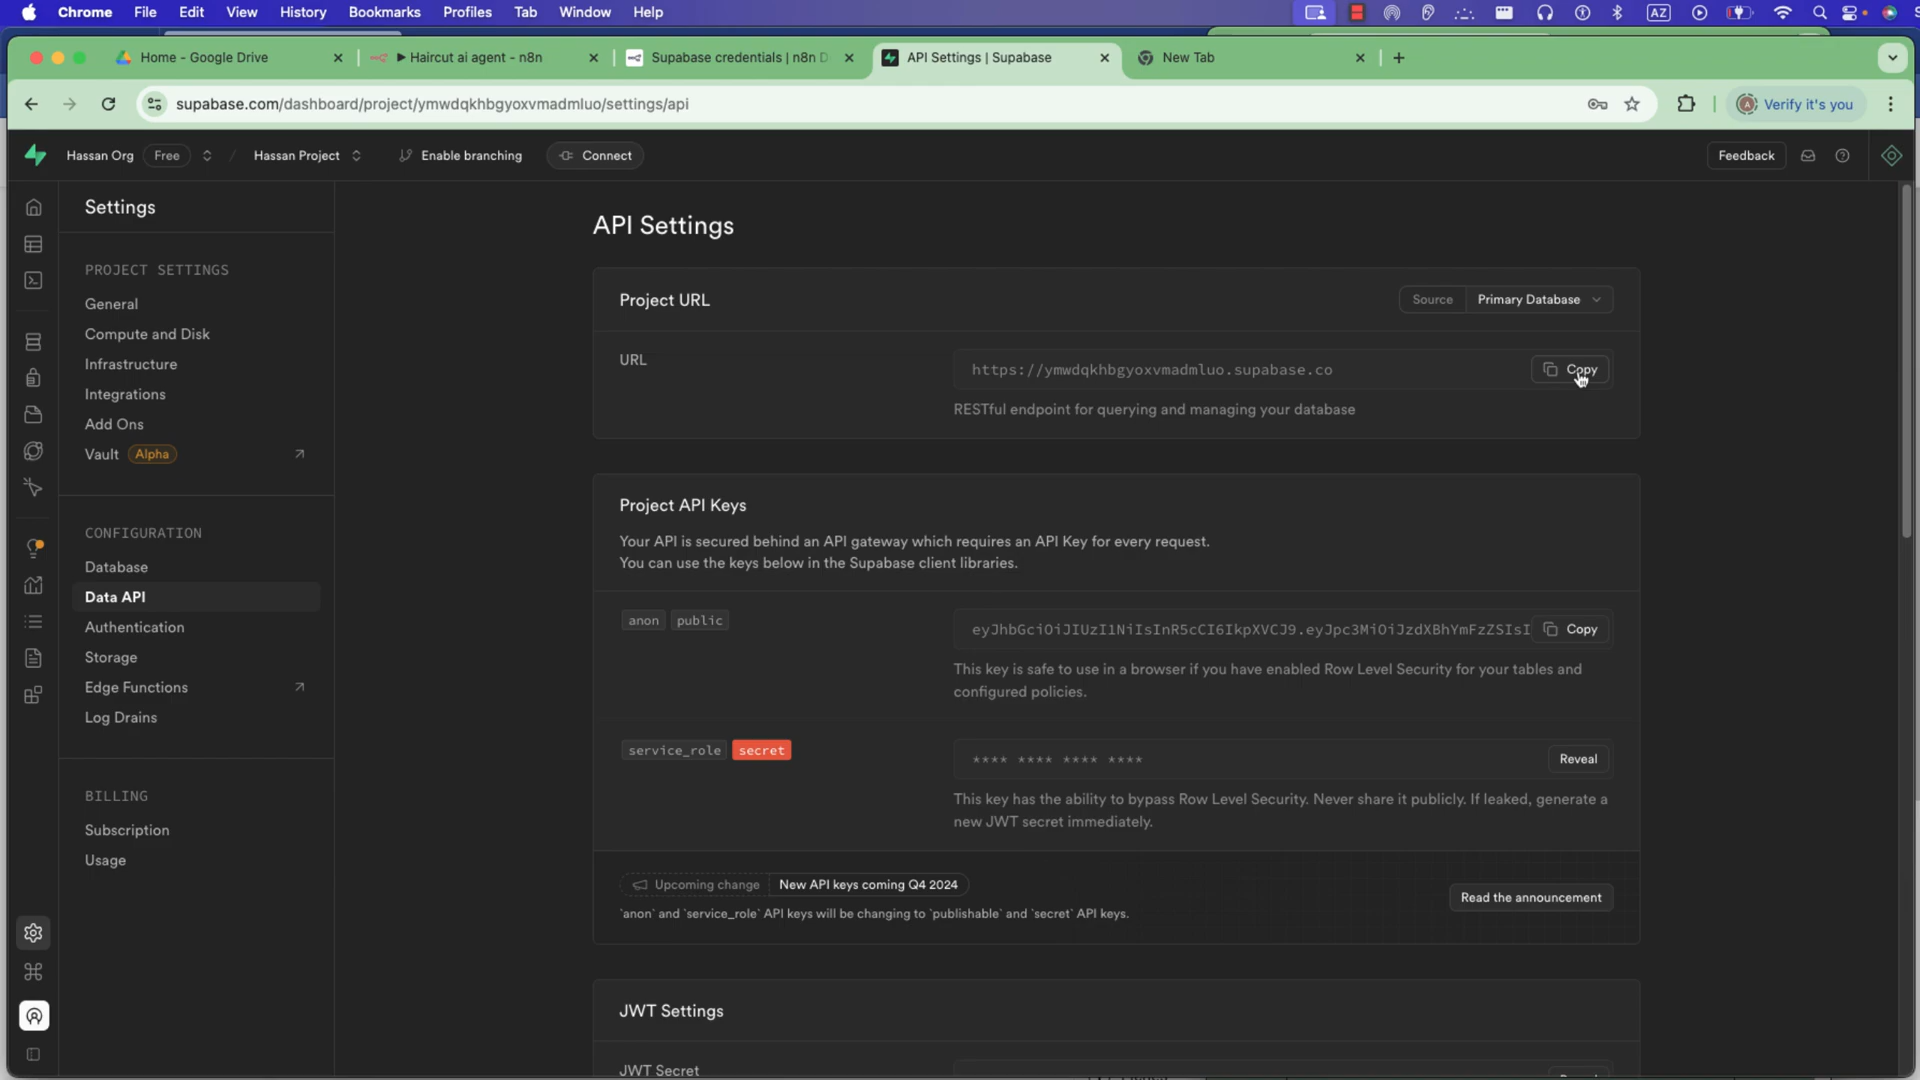 Chrome File Edit View History Bookmarks Profiles Tab Window Help AZ
Home - Google Drive
Haircut ai agent - n8n
Supabase credentials | n8n D
API Settings | Supabase
New Tab
supabase.com/dashboard/project/ymwdqkhbgyoxvmadmluo/settings/api
Verify it's you
Hassan Org Free / Hassan Project Enable branching Connect Feedback
Settings
PROJECT SETTINGS
General
Compute and Disk
Infrastructure
Integrations
Add Ons
Vault Alpha
CONFIGURATION
Database
Data API
Authentication
Storage
Edge Functions
Log Drains
BILLING
Subscription
Usage
API Settings
Project URL
Source Primary Database
URL
https://ymwdqkhbgyoxvmadmluo.supabase.co
Copy
RESTful endpoint for querying and managing your database
Project API Keys
Your API is secured behind an API gateway which requires an API Key for every request.
You can use the keys below in the Supabase client libraries.
anon public
eyJhbGciOiJIUzI1NiIsInR5cCI6IkpXVCJ9.eyJpc3MiOiJzdXBhYmFzZSIsI
Copy
This key is safe to use in a browser if you have enabled Row Level Security for your tables and
configured policies.
service_role secret
**** **** **** ****
Reveal
This key has the ability to bypass Row Level Security. Never share it publicly. If leaked, generate a
new JWT secret immediately.
Upcoming change New API keys coming Q4 2024
`anon` and `service_role` API keys will be changing to `publishable` and `secret` API keys.
Read the announcement
JWT Settings
JWT Secret